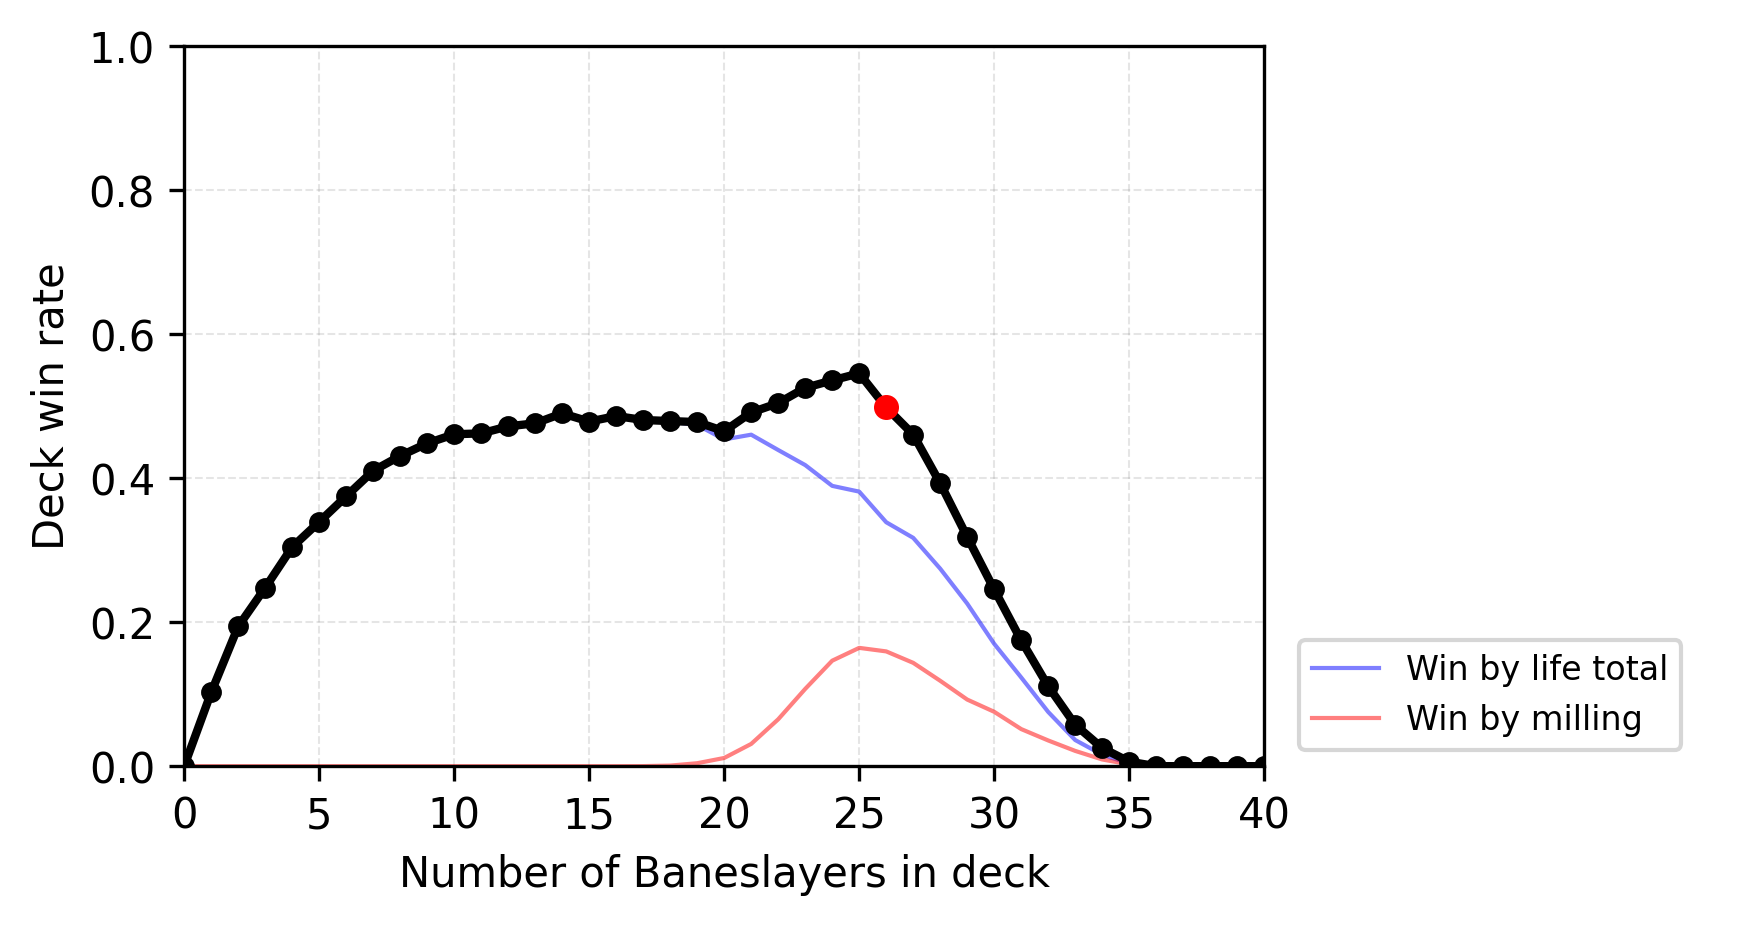 1.0
0.8
0.6
0.4
0.2
0.0
Deck win rate
0 5 10 15 20 25 30 35 40
Number of Baneslayers in deck
Win by life total
Win by milling